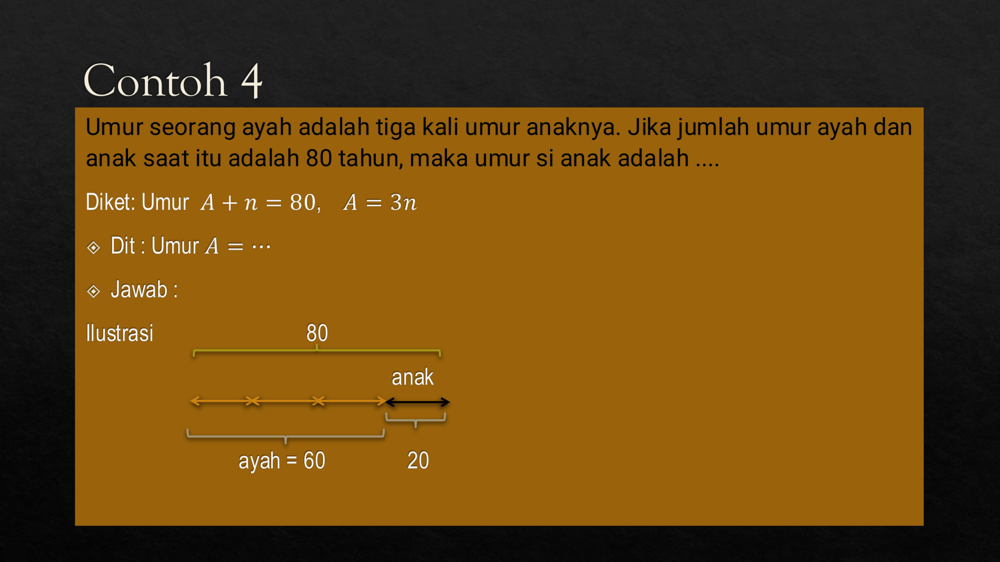 Contoh 4
Umur seorang ayah adalah tiga kali umur anaknya. Jika jumlah umur ayah dan
anak saat itu adalah 80 tahun, maka umur si anak adalah ....
Diket: Umur A + n = 80, A = 3n
Dit : Umur A = ⋯
Jawab :
Ilustrasi 80
anak
ayah = 60 20